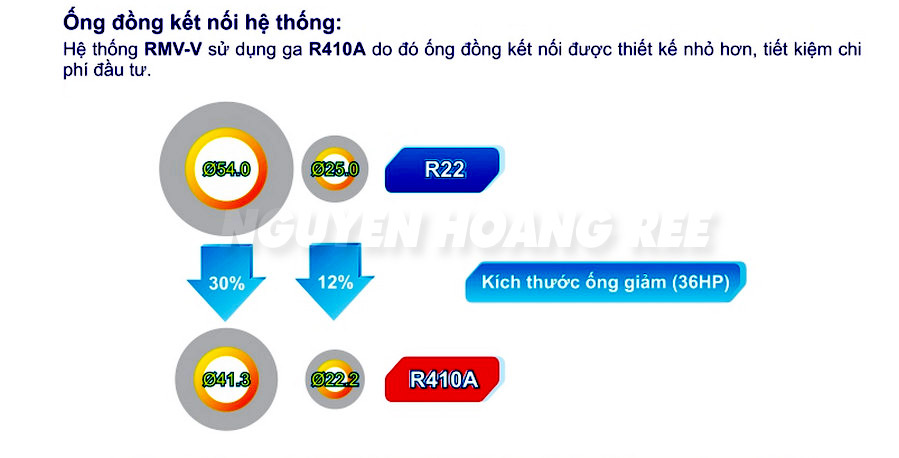 Ống đồng kết nối hệ thống:
Hệ thống RMV-V sử dụng ga R410A do đó ống đồng kết nối được thiết kế nhỏ hơn, tiết kiệm chi
phí đầu tư.
Ø54.0 Ø25.0 R22
NGUYEN HOANG REE
30% 12% Kích thước ống giảm (36HP)
Ø41.3 Ø22.2 R410A